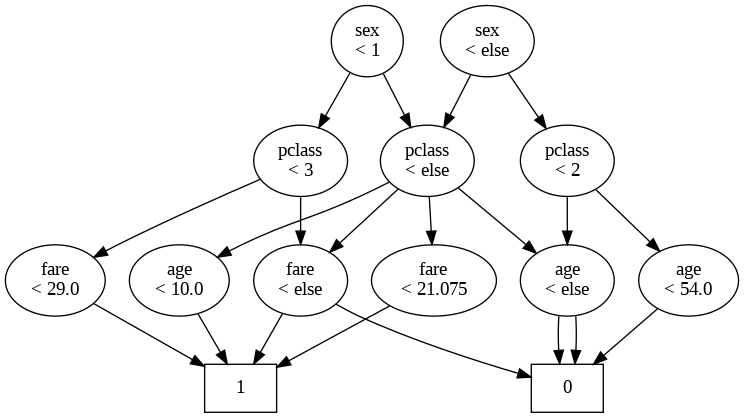 sex
< 1
sex
< else
pclass
< 3
pclass
< else
pclass
< 2
fare
< 29.0
age
< 10.0
fare
< else
fare
< 21.075
age
< else
age
< 54.0
1
0